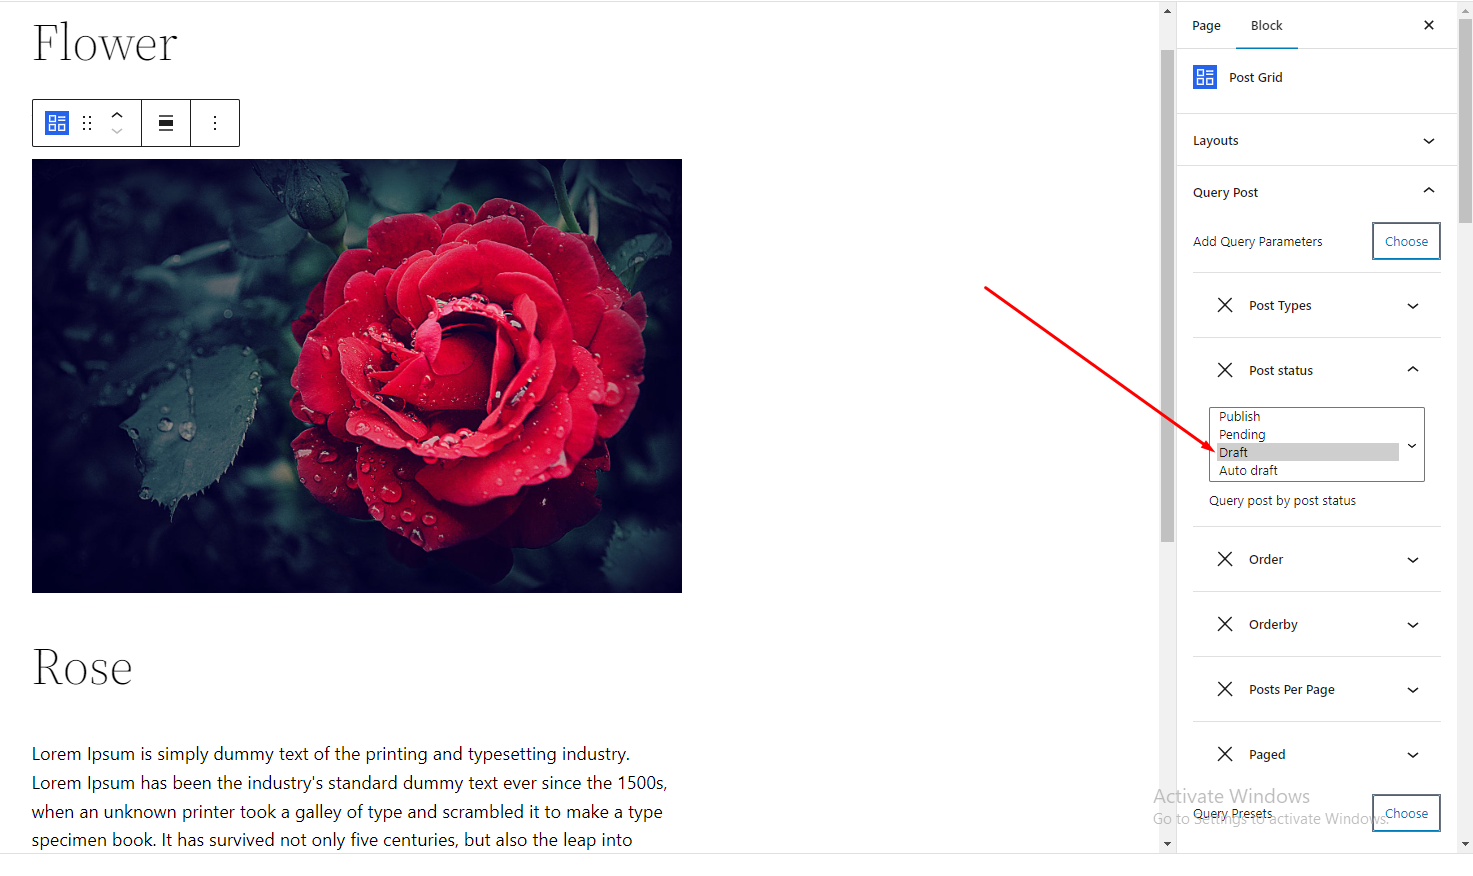 Flower
Rose
Lorem Ipsum is simply dummy text of the printing and typesetting industry.
Lorem Ipsum has been the industry's standard dummy text ever since the 1500s,
when an unknown printer took a galley of type and scrambled it to make a type
specimen book. It has survived not only five centuries, but also the leap into
Page Block
Post Grid
Layouts
Query Post
Add Query Parameters Choose
Post Types
Post status
Publish
Pending
Draft
Auto draft
Query post by post status
Order
Orderby
Posts Per Page
Paged
Query Presets Choose
Activate Windows
Go to Settings to activate Windows.